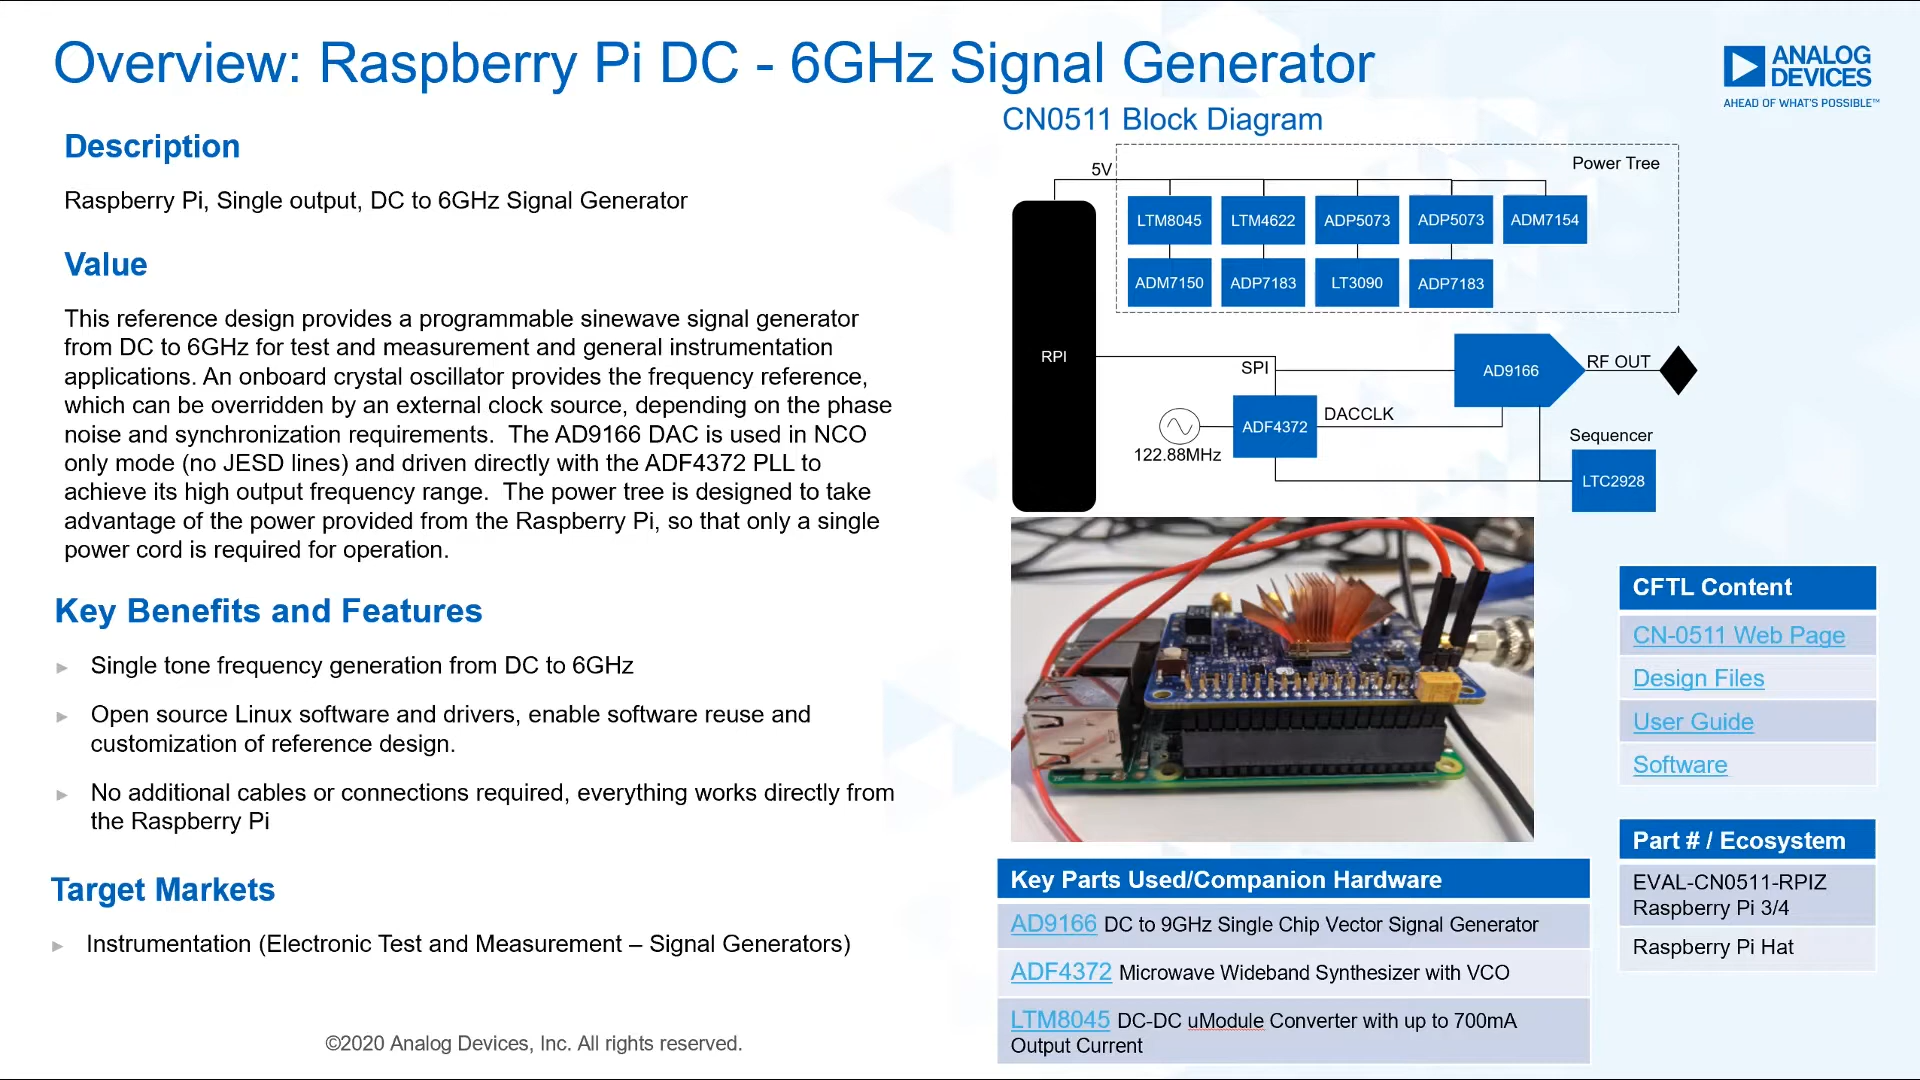 Overview: Raspberry Pi DC - 6GHz Signal Generator
ANALOG
DEVICES
AHEAD OF WHAT'S POSSIBLE™
Description
Raspberry Pi, Single output, DC to 6GHz Signal Generator
Value
This reference design provides a programmable sinewave signal generator
from DC to 6GHz for test and measurement and general instrumentation
applications. An onboard crystal oscillator provides the frequency reference,
which can be overridden by an external clock source, depending on the phase
noise and synchronization requirements.  The AD9166 DAC is used in NCO
only mode (no JESD lines) and driven directly with the ADF4372 PLL to
achieve its high output frequency range.  The power tree is designed to take
advantage of the power provided from the Raspberry Pi, so that only a single
power cord is required for operation.
Key Benefits and Features
Single tone frequency generation from DC to 6GHz
Open source Linux software and drivers, enable software reuse and
customization of reference design.
No additional cables or connections required, everything works directly from
the Raspberry Pi
Target Markets
Instrumentation (Electronic Test and Measurement – Signal Generators)
©2020 Analog Devices, Inc. All rights reserved.
CN0511 Block Diagram
5V
Power Tree
LTM8045 LTM4622 ADP5073 ADP5073 ADM7154
ADM7150 ADP7183 LT3090 ADP7183
RPI
SPI
AD9166
RF OUT
ADF4372
DACCLK
122.88MHz
Sequencer
LTC2928
Key Parts Used/Companion Hardware
AD9166 DC to 9GHz Single Chip Vector Signal Generator
ADF4372 Microwave Wideband Synthesizer with VCO
LTM8045 DC-DC uModule Converter with up to 700mA
Output Current
CFTL Content
CN-0511 Web Page
Design Files
User Guide
Software
Part # / Ecosystem
EVAL-CN0511-RPIZ
Raspberry Pi 3/4
Raspberry Pi Hat